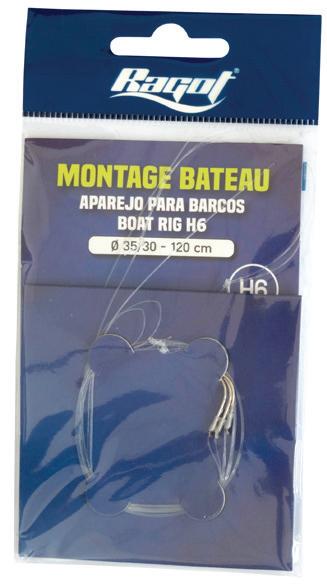 Ragot
MONTAGE BATEAU
APAREJO PARA BARCOS
BOAT RIG H6
Ø 35/30 - 120 cm
H6